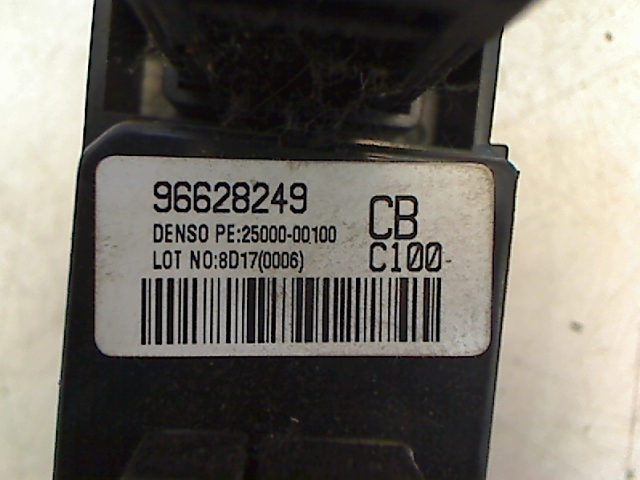 96628249
DENSO PE:25000-00100
LOT NO:8D17(0006)
CB
C100